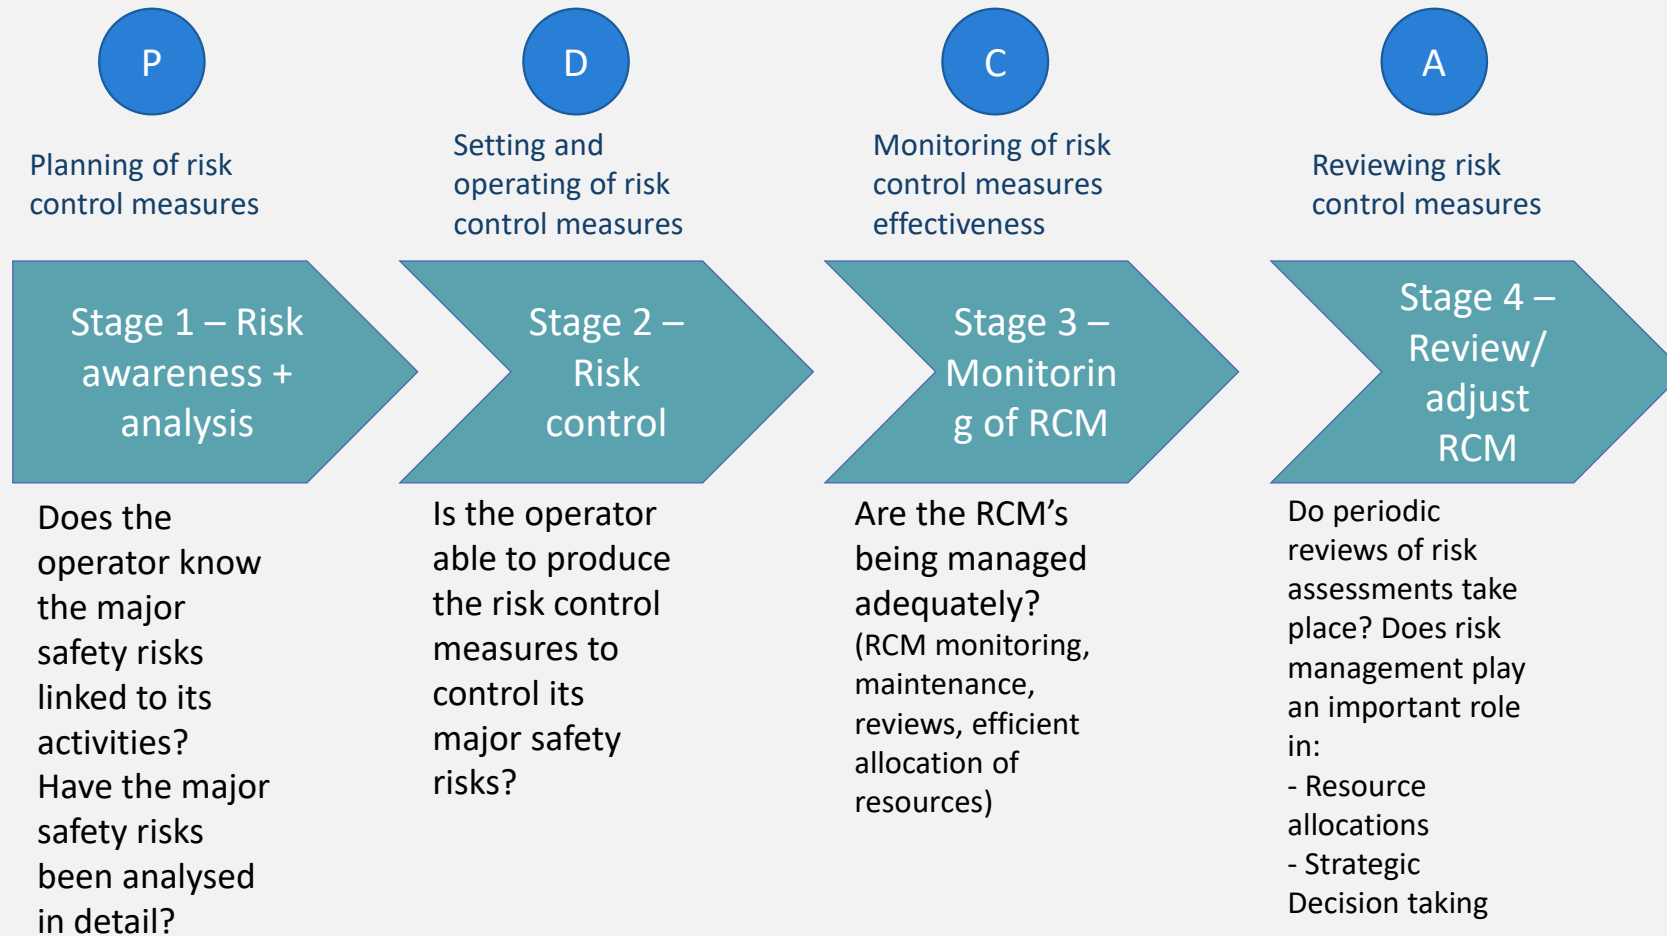 P
Planning of risk
control measures
Stage 1 – Risk
awareness +
analysis
Does the
operator know
the major
safety risks
linked to its
activities?
Have the major
safety risks
been analysed
in detail?
D
Setting and
operating of risk
control measures
Stage 2 –
Risk
control
Is the operator
able to produce
the risk control
measures to
control its
major safety
risks?
C
Monitoring of risk
control measures
effectiveness
Stage 3 –
Monitorin
g of RCM
Are the RCM’s
being managed
adequately?
(RCM monitoring,
maintenance,
reviews, efficient
allocation of
resources)
A
Reviewing risk
control measures
Stage 4 –
Review/
adjust
RCM
Do periodic
reviews of risk
assessments take
place? Does risk
management play
an important role
in:
- Resource
allocations
- Strategic
Decision taking